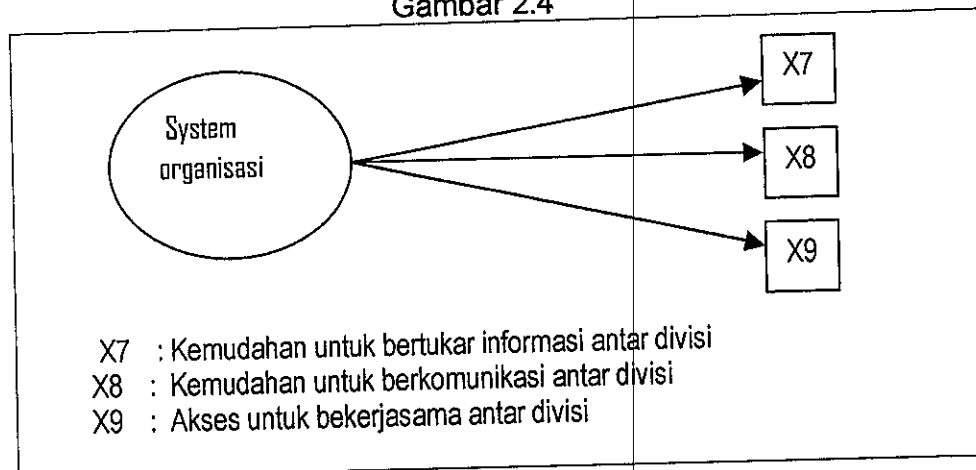 Gambar 2.4
System
organisasi
X7
X8
X9
X7 : Kemudahan untuk bertukar informasi antar divisi
X8 : Kemudahan untuk berkomunikasi antar divisi
X9 : Akses untuk bekerjasama antar divisi